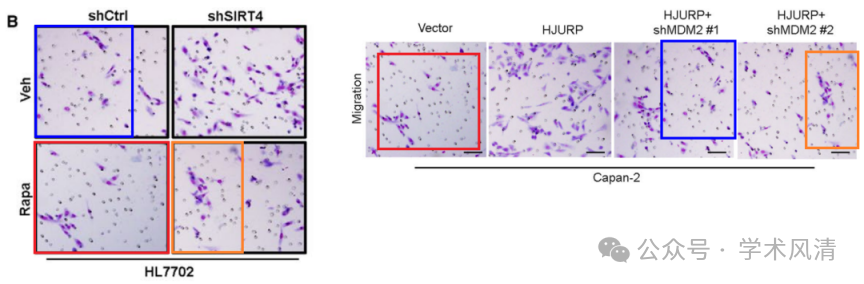 B
shCtrl
shSIRT4
Veh
Rapa
HL7702
Vector
HJURP
HJURP+
shMDM2 #1
HJURP+
shMDM2 #2
Migration
Capan-2
公众号 · 学术风清